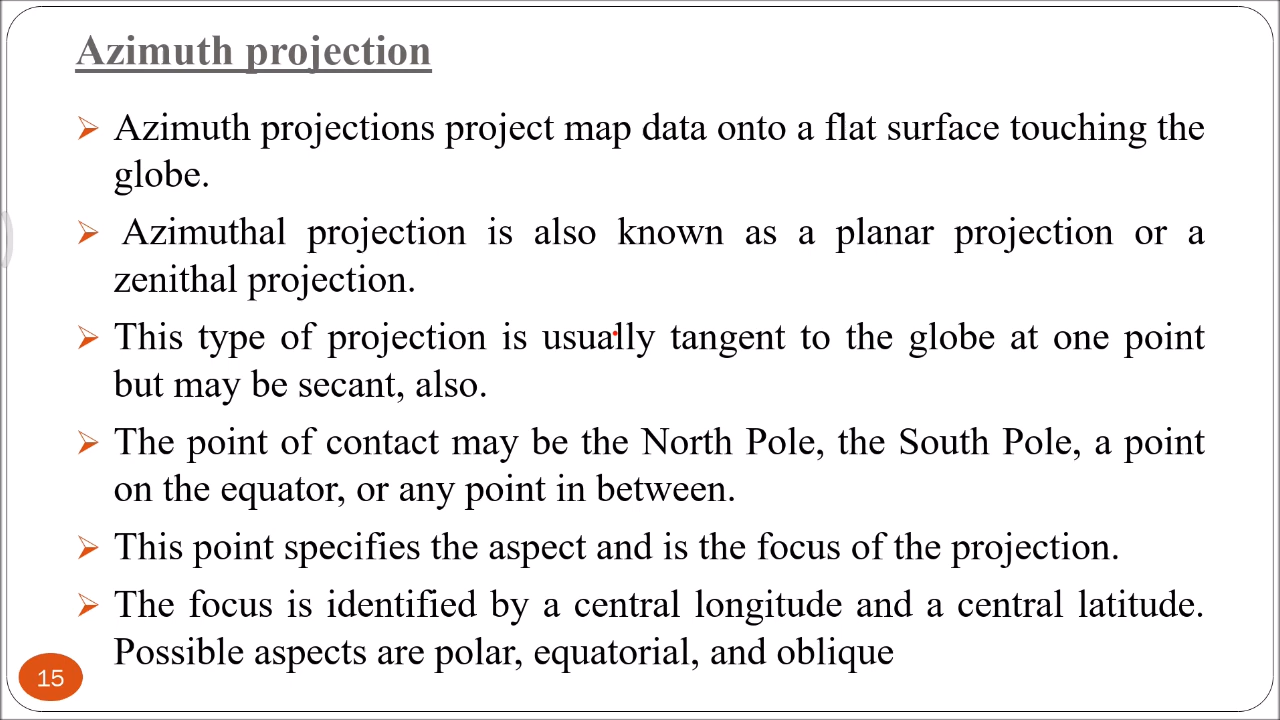 Azimuth projection
Azimuth projections project map data onto a flat surface touching the
globe.
Azimuthal projection is also known as a planar projection or a
zenithal projection.
This type of projection is usually tangent to the globe at one point
but may be secant, also.
The point of contact may be the North Pole, the South Pole, a point
on the equator, or any point in between.
This point specifies the aspect and is the focus of the projection.
The focus is identified by a central longitude and a central latitude.
Possible aspects are polar, equatorial, and oblique
15